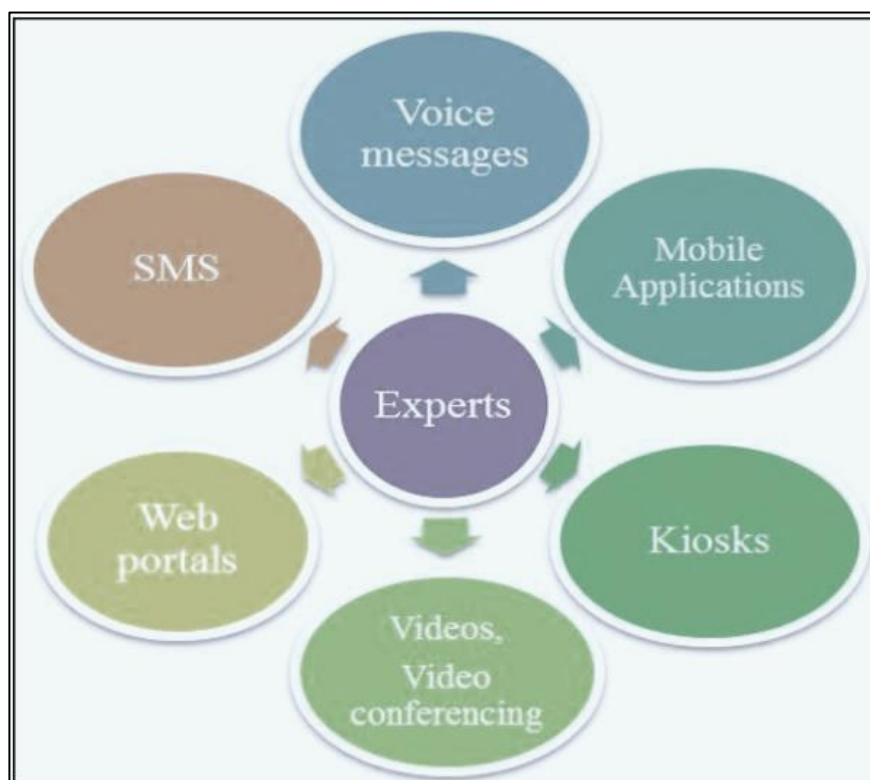 Voice
messages
Mobile
Applications
SMS
Experts
Kiosks
Web
portals
Videos,
Video
conferencing